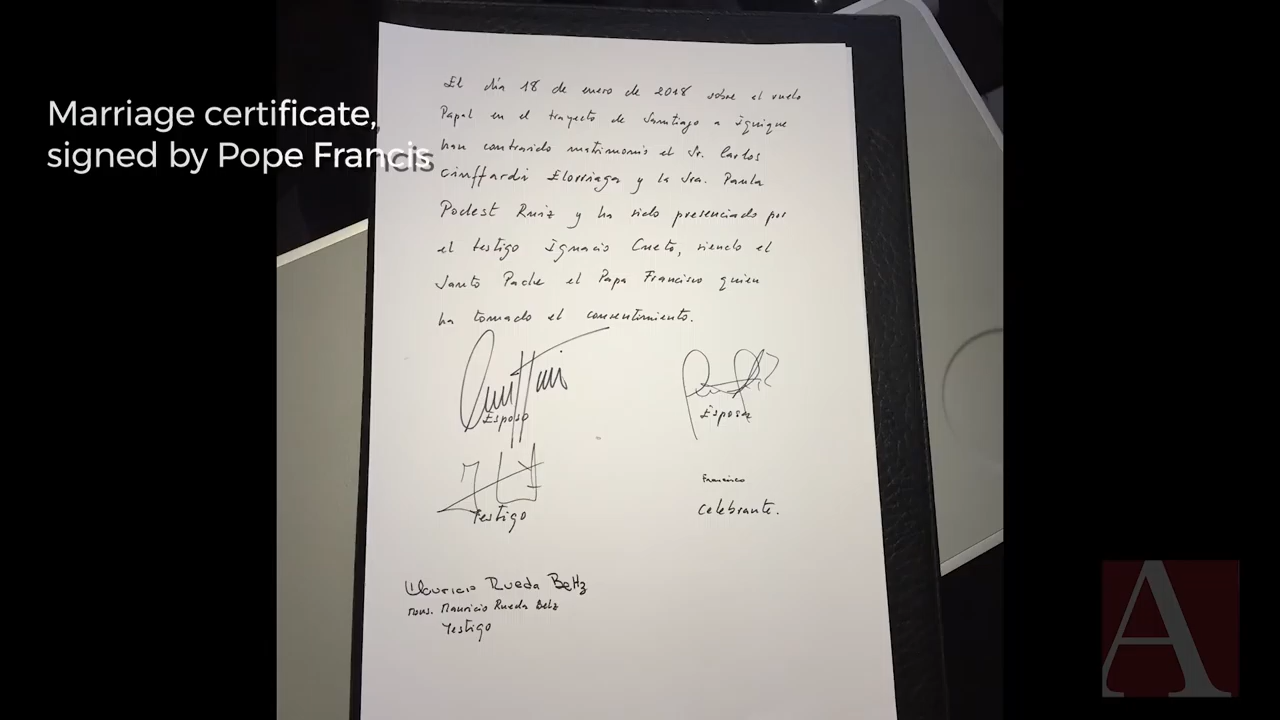 Marriage certificate,
signed by Pope Francis
El día 18 de enero de 2018 sobre el vuelo
Papal en el trayecto de Santiago a Iquique
han contraido matrimonio el Sr. Carlos
Ciuffardi Elorriaga y la Sra. Paula
Podest Ruiz y ha sido presenciado por
el testigo Ignacio Cueto, siendo el
Santo Padre el Papa Francisco quien
ha tomado el consentimiento.
Esposo
Esposa
Testigo
Francisco
Celebrante.
Mauricio Rueda Beltz
Mons. Mauricio Rueda Beltz
Testigo
A